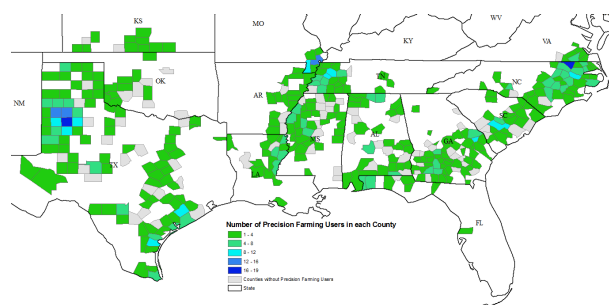 KS
MO
WV
KY
VA
OK
TN
NC
NM
AR
SC
MS
AL
GA
TX
LA
FL
Number of Precision Farming Users in each County
1 - 4
4 - 8
8 - 12
12 - 16
16 - 19
Counties without Precision Farming Users
State